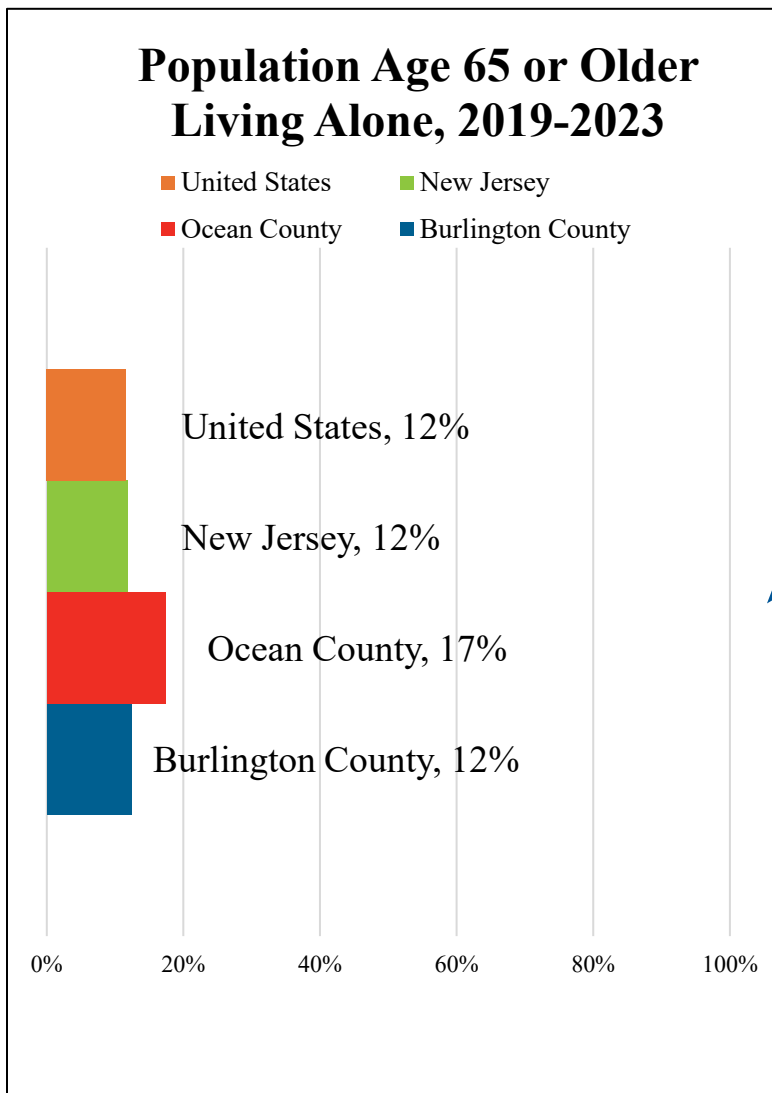 Population Age 65 or Older
Living Alone, 2019-2023
United States
New Jersey
Ocean County
Burlington County
United States, 12%
New Jersey, 12%
Ocean County, 17%
Burlington County, 12%
0%
20%
40%
60%
80%
100%